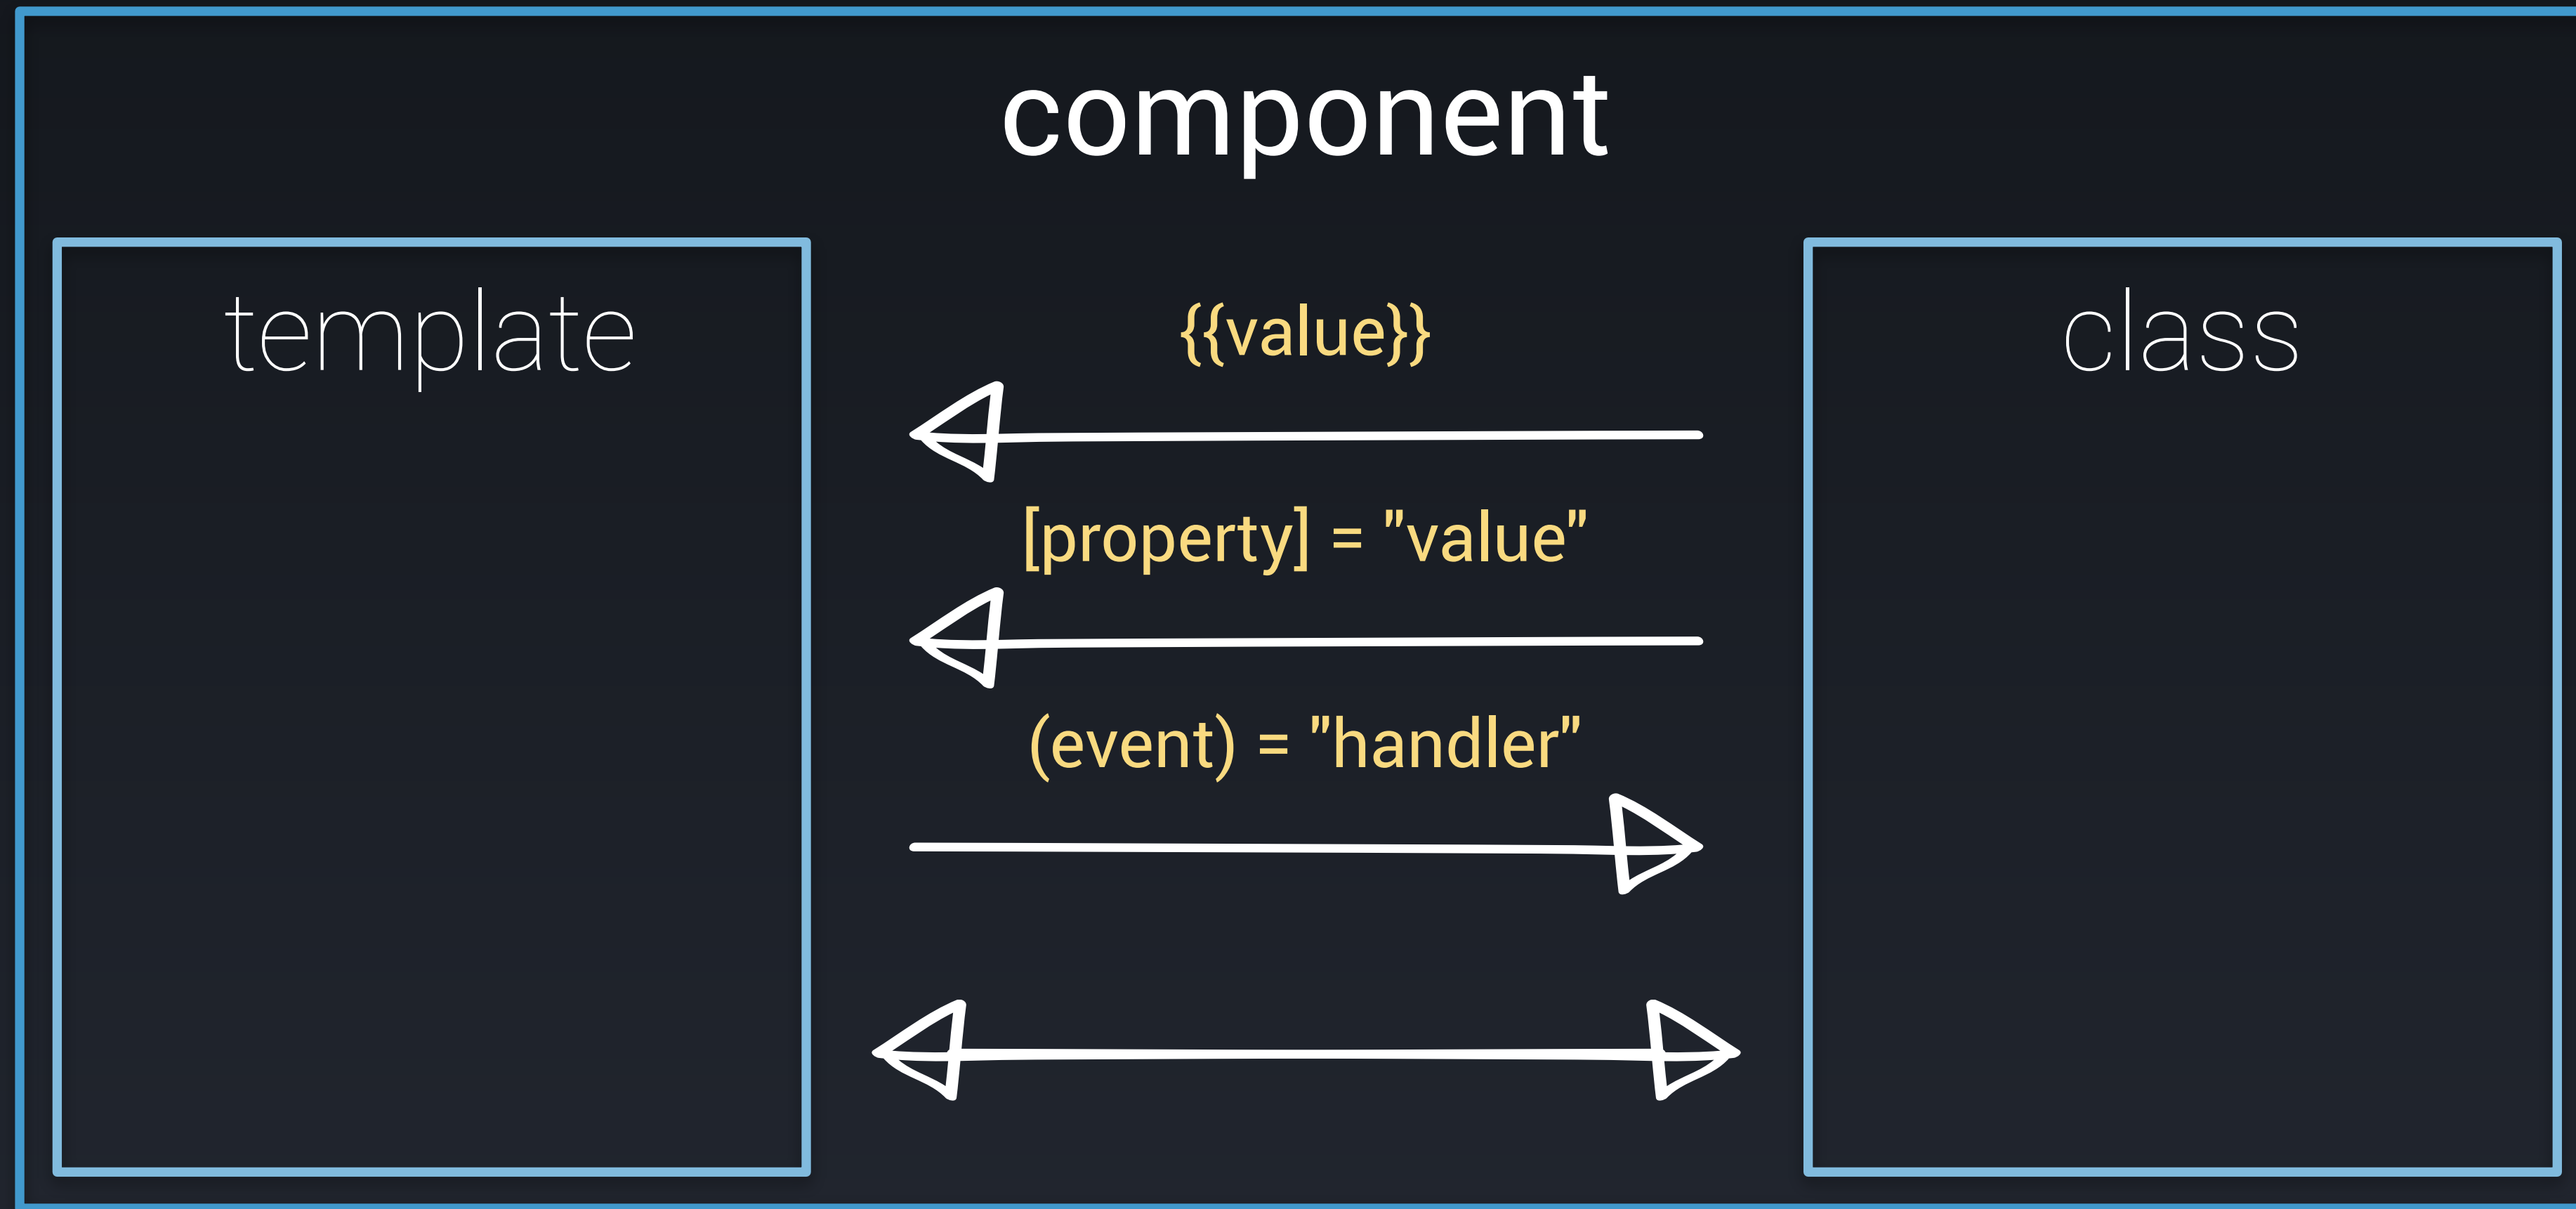 component
template
{{value}}
class
[property] = "value"
(event) = "handler"